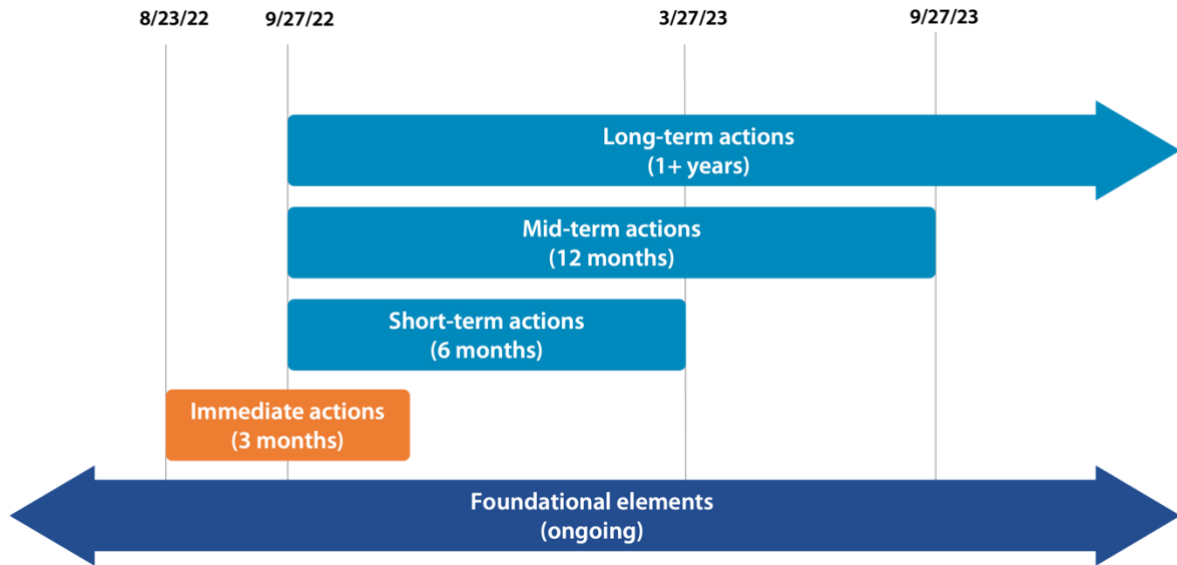 8/23/22 9/27/22 3/27/23 9/27/23
Long-term actions
(1+ years)
Mid-term actions
(12 months)
Short-term actions
(6 months)
Immediate actions
(3 months)
Foundational elements
(ongoing)